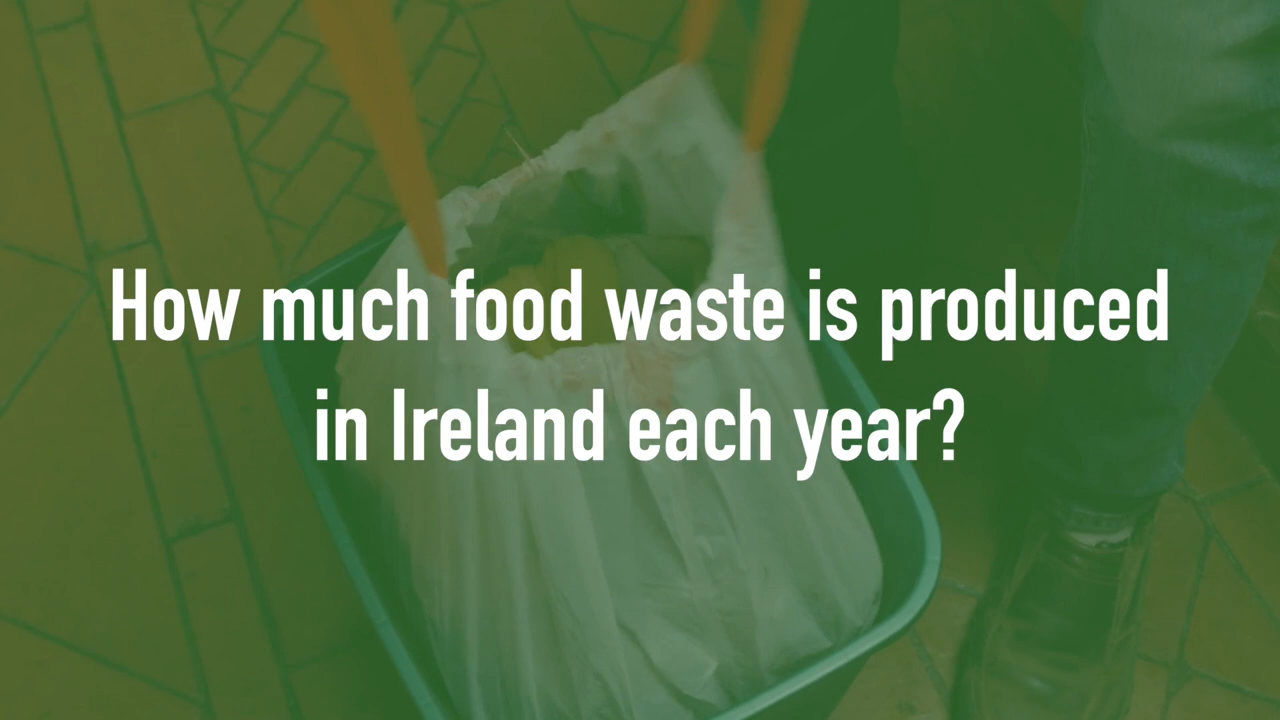 How much food waste is produced
in Ireland each year?